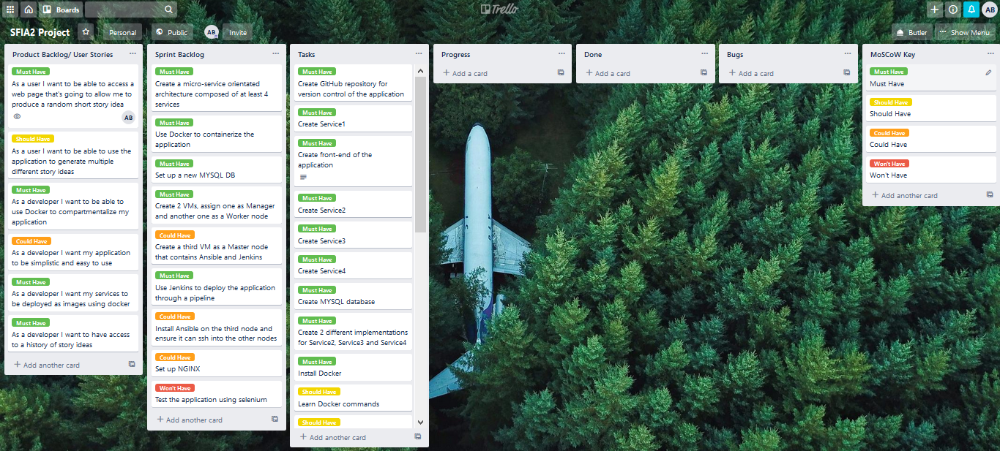 Boards
Trello
AB
SFIA2 Project
Personal
Public
AB
Invite
Butler
Show Menu
Product Backlog/ User Stories
Must Have
As a user I want to be able to access a
web page that's going to allow me to
produce a random short story idea
AB
Should Have
As a user I want to be able to use the
application to generate multiple
different story ideas
Must Have
As a developer I want to be able to
use Docker to compartmentalize my
application
Could Have
As a developer I want my application
to be simplistic and easy to use
Must Have
As a developer I want my services to
be deployed as images using docker
Must Have
As a developer I want to have access
to a history of story ideas
+ Add another card
Sprint Backlog
Must Have
Create a micro-service orientated
architecture composed of at least 4
services
Must Have
Use Docker to containerize the
application
Must Have
Set up a new MYSQL DB
Must Have
Create 2 VMs, assign one as Manager
and another one as a Worker node
Could Have
Create a third VM as a Master node
that contains Ansible and Jenkins
Must Have
Use Jenkins to deploy the application
through a pipeline
Could Have
Install Ansible on the third node and
ensure it can ssh into the other nodes
Could Have
Set up NGINX
Won't Have
Test the application using selenium
+ Add another card
Tasks
Must Have
Create GitHub repository for
version control of the application
Must Have
Create Service1
Must Have
Create front-end of the
application
Must Have
Create Service2
Must Have
Create Service3
Must Have
Create Service4
Must Have
Create MYSQL database
Must Have
Create 2 different implementations
for Service2, Service3 and Service4
Must Have
Install Docker
Should Have
Learn Docker commands
Should Have
+ Add another card
Progress
+ Add a card
Done
+ Add a card
Bugs
+ Add a card
MoSCoW Key
Must Have
Must Have
Should Have
Should Have
Could Have
Could Have
Won't Have
Won't Have
+ Add another card